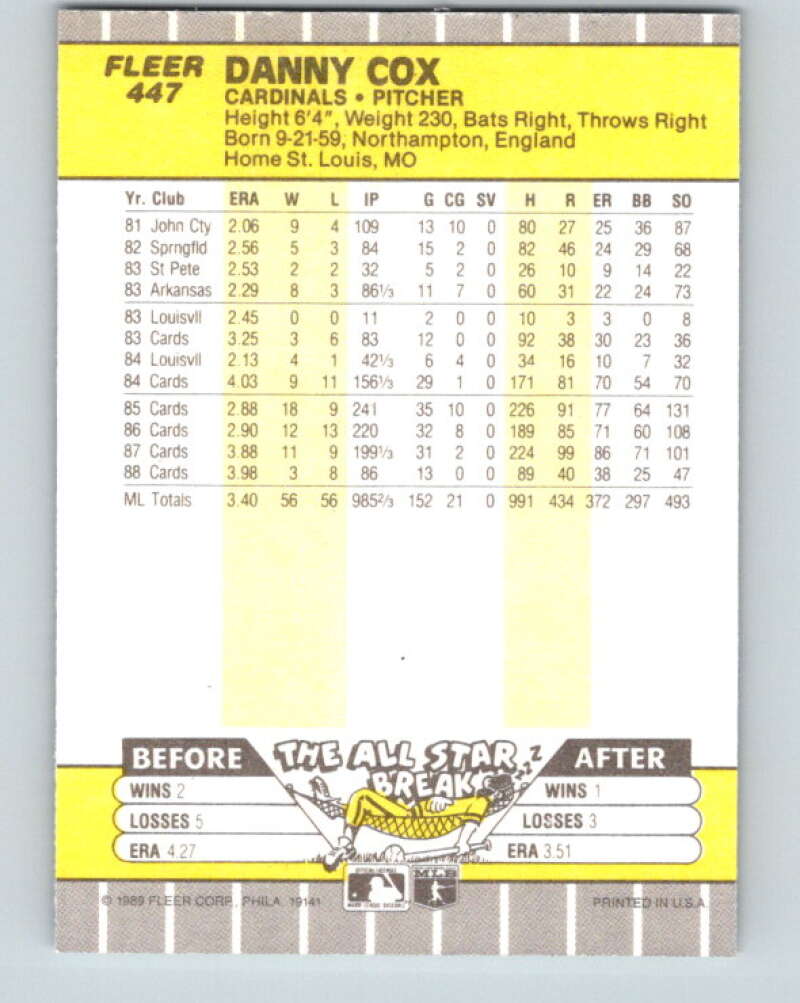 FLEER
447
DANNY COX
CARDINALS • PITCHER
Height 6'4", Weight 230, Bats Right, Throws Right
Born 9-21-59, Northampton, England
Home St. Louis, MO
Yr. Club ERA W L IP G CG SV H R ER BB SO
81 John Cty 2.06 9 4 109 13 10 0 80 27 25 36 87
82 Sprngfld 2.56 5 3 84 15 2 0 82 46 24 29 68
83 St Pete 2.53 2 2 32 5 2 0 26 10 9 14 22
83 Arkansas 2.29 8 3 86⅓ 11 7 0 60 31 22 24 73
83 Louisvll 2.45 0 0 11 2 0 0 10 3 3 0 8
83 Cards 3.25 3 6 83 12 0 0 92 38 30 23 36
84 Louisvll 2.13 4 1 42⅓ 6 4 0 34 16 10 7 32
84 Cards 4.03 9 11 156⅓ 29 1 0 171 81 70 54 70
85 Cards 2.88 18 9 241 35 10 0 226 91 77 64 131
86 Cards 2.90 12 13 220 32 8 0 189 85 71 60 108
87 Cards 3.88 11 9 199⅓ 31 2 0 224 99 86 71 101
88 Cards 3.98 3 8 86 13 0 0 89 40 38 25 47
ML Totals 3.40 56 56 985⅔ 152 21 0 991 434 372 297 493
BEFORE THE ALL STAR BREAK ZZZ AFTER
WINS 2 WINS 1
LOSSES 5 LOSSES 3
ERA 4.27 ERA 3.51
MLB
© 1989 FLEER CORP., PHILA. 19141 PRINTED IN U.S.A.